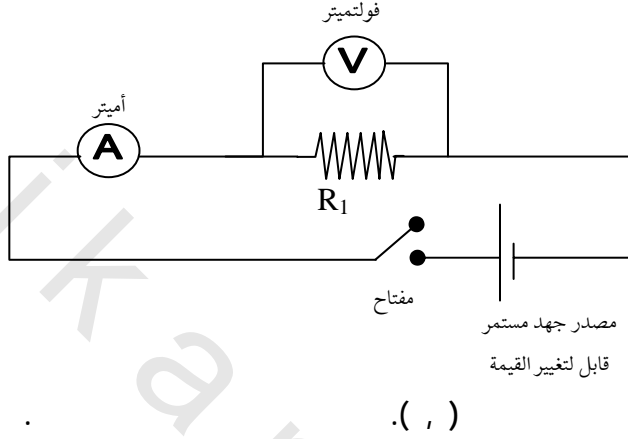 فولتميتر
V
أميتر
A
R₁
مفتاح
مصدر جهد مستمر
قابل لتغيير القيمة
.( , ) .